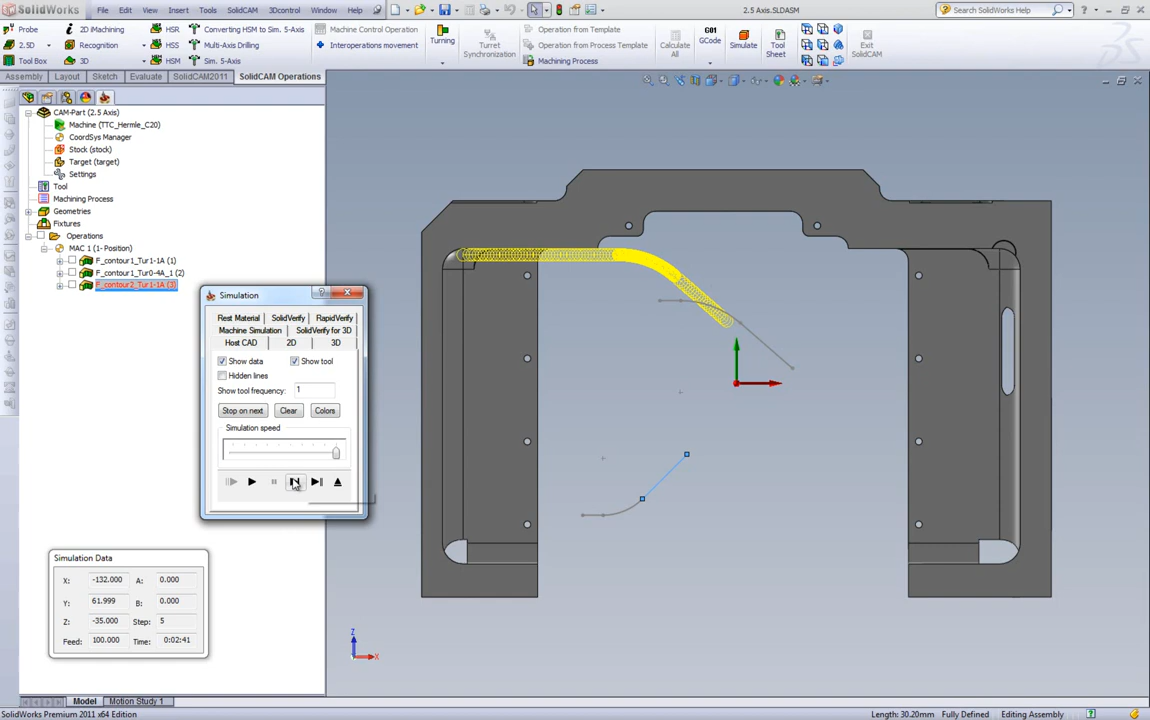 SolidWorks
File Edit View Insert Tools SolidCAM 3Dcontrol Window Help
2.5 Axis.SLDASM
Search SolidWorks Help
Probe
2D iMachining
HSR
Converting HSM to Sim. 5-Axis
Machine Control Operation
Turning
Turret Synchronization
Operation from Template
Calculate All
G01 GCode
Simulate
Tool Sheet
Exit SolidCAM
2.5D
Recognition
HSS
Multi-Axis Drilling
Interoperations movement
Operation from Process Template
Tool Box
3D
HSM
Sim. 5-Axis
Machining Process
Assembly Layout Sketch Evaluate SolidCAM2011 SolidCAM Operations
CAM-Part (2.5 Axis)
Machine (TTC_Hermle_C20)
CoordSys Manager
Stock (stock)
Target (target)
Settings
Tool
Machining Process
Geometries
Fixtures
Operations
MAC 1 (1- Position)
F_contour1_Tur1-1A (1)
F_contour1_Tur0-4A_1 (2)
F_contour2_Tur1-1A (3)
Simulation
Rest Material SolidVerify RapidVerify
Machine Simulation SolidVerify for 3D
Host CAD 2D 3D
Show data Show tool
Hidden lines
Show tool frequency: 1
Stop on next Clear Colors
Simulation speed
Simulation Data
X: -132.000 A: 0.000
Y: 61.999 B: 0.000
Z: -35.000 Step: 5
Feed: 100.000 Time: 0:02:41
Z
X
Model Motion Study 1
SolidWorks Premium 2011 x64 Edition
Length: 30.20mm Fully Defined Editing Assembly